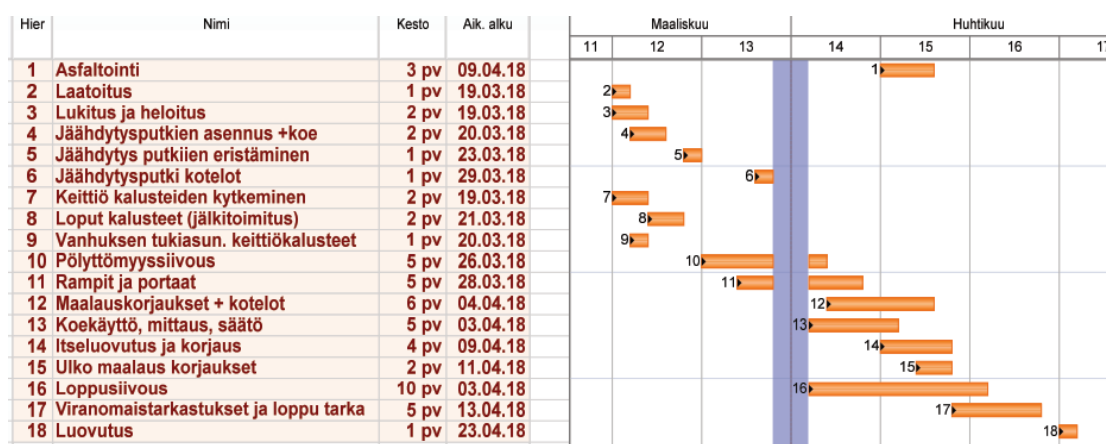 Hier Nimi Kesto Aik. alku Maaliskuu Huhtikuu
11 12 13 14 15 16 17
1 Asfaltointi 3 pv 09.04.18 1
2 Laatoitus 1 pv 19.03.18 2
3 Lukitus ja heloitus 2 pv 19.03.18 3
4 Jäähdytysputkien asennus +koe 2 pv 20.03.18 4
5 Jäähdytys putkiien eristäminen 1 pv 23.03.18 5
6 Jäähdytysputki kotelot 1 pv 29.03.18 6
7 Keittiö kalusteiden kytkeminen 2 pv 19.03.18 7
8 Loput kalusteet (jälkitoimitus) 2 pv 21.03.18 8
9 Vanhuksen tukiasun. keittiökalusteet 1 pv 20.03.18 9
10 Pölyttömyyssiivous 5 pv 26.03.18 10
11 Rampit ja portaat 5 pv 28.03.18 11
12 Maalauskorjaukset + kotelot 6 pv 04.04.18 12
13 Koekäyttö, mittaus, säätö 5 pv 03.04.18 13
14 Itseluovutus ja korjaus 4 pv 09.04.18 14
15 Ulko maalaus korjaukset 2 pv 11.04.18 15
16 Loppusiivous 10 pv 03.04.18 16
17 Viranomaistarkastukset ja loppu tarka 5 pv 13.04.18 17
18 Luovutus 1 pv 23.04.18 18